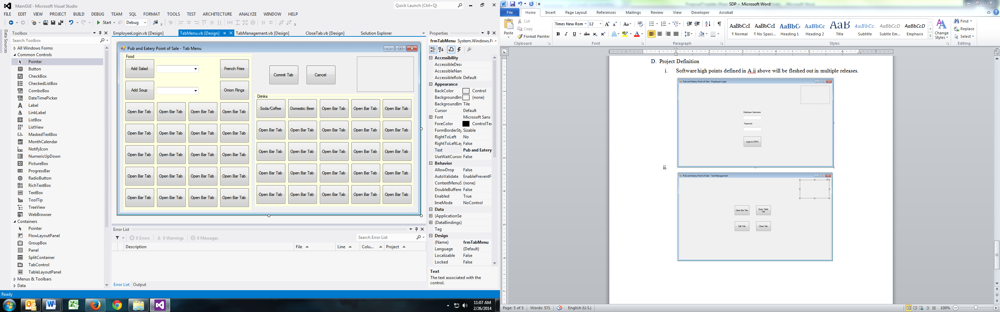 MainGUI - Microsoft Visual Studio
Quick Launch (Ctrl+Q)
FILE EDIT VIEW PROJECT BUILD DEBUG TEAM SQL FORMAT TOOLS TEST ARCHITECTURE ANALYZE WINDOW HELP
Start Debug
Data Sources
Toolbox
Search Toolbox
All Windows Forms
Common Controls
Pointer
Button
CheckBox
CheckedListBox
ComboBox
DateTimePicker
Label
LinkLabel
ListBox
ListView
MaskedTextBox
MonthCalendar
NotifyIcon
NumericUpDown
PictureBox
ProgressBar
RadioButton
RichTextBox
TextBox
ToolTip
TreeView
WebBrowser
Containers
Pointer
FlowLayoutPanel
GroupBox
Panel
SplitContainer
TabControl
TableLayoutPanel
Menus & Toolbars
Data
EmployeeLogin.vb [Design] TabMenu.vb [Design] TabManagement.vb [Design] CloseTab.vb [Design] Solution Explorer
Pub and Eatery Point of Sale - Tab Menu
Food
Add Salad French Fries
Add Soup Onion Rings
Open Bar Tab Open Bar Tab Open Bar Tab Open Bar Tab
Open Bar Tab Open Bar Tab Open Bar Tab Open Bar Tab
Open Bar Tab Open Bar Tab Open Bar Tab Open Bar Tab
Open Bar Tab Open Bar Tab Open Bar Tab Open Bar Tab
Open Bar Tab Open Bar Tab Open Bar Tab Open Bar Tab
Commit Tab Cancel
Drinks
Soda/Coffee Domestic Beer Open Bar Tab Open Bar Tab Open Bar Tab
Open Bar Tab Open Bar Tab Open Bar Tab Open Bar Tab Open Bar Tab
Open Bar Tab Open Bar Tab Open Bar Tab Open Bar Tab Open Bar Tab
Open Bar Tab Open Bar Tab Open Bar Tab Open Bar Tab Open Bar Tab
Open Bar Tab Open Bar Tab Open Bar Tab Open Bar Tab Open Bar Tab
Error List
0 Errors 0 Warnings 0 Messages Search Error List
Description File Line Colu... Project
Error List Output
Properties
frmTabMenu System.Windows.Fo
Accessibility
AccessibleDesc
AccessibleNam
AccessibleRole Default
Appearance
BackColor Control
BackgroundIm (none)
BackgroundIm Tile
Cursor Default
Font Microsoft Sans
ForeColor ControlTex
FormBorderSty Sizable
RightToLeft No
RightToLeftLay False
Text Pub and Eatery
UseWaitCursor False
Behavior
AllowDrop False
AutoValidate EnablePreventF
ContextMenuS (none)
DoubleBuffere False
Enabled True
ImeMode NoControl
Data
(ApplicationSe
(DataBindings)
Tag
Design
(Name) frmTabMenu
Language (Default)
Localizable False
Locked False
Text
The text associated with the
control.
Ready
11:07 AM
2/26/2014
SDP - Microsoft Word
File Home Insert Page Layout References Mailings Review View Developer Acrobat
Paste
Cut
Copy
Format Painter
Clipboard
Times New Rom 12
Font
Paragraph
AaBbCcI AaBbCcI AaBbCc AaBbCc AaB AaBbCc. AaBbCcD AaBbCcD
¶ Normal ¶ No Spaci... Heading 1 Heading 2 Title Subtitle Subtle Em... Emphasis
Change Styles
Styles
Find
Replace
Select
Editing
D. Project Definition
i. Software high points defined in A.ii above will be fleshed out in multiple releases.
Pub and Eatery Point of Sale - Employee Login
Employee Username
Password
Login to PEPS
ii.
Pub and Eatery Point of Sale - Tab Management
Open Bar Tab Open Table Tab
Edit Tab Close Tab
Page: 5 of 5 Words: 571 English (U.S.) 100%